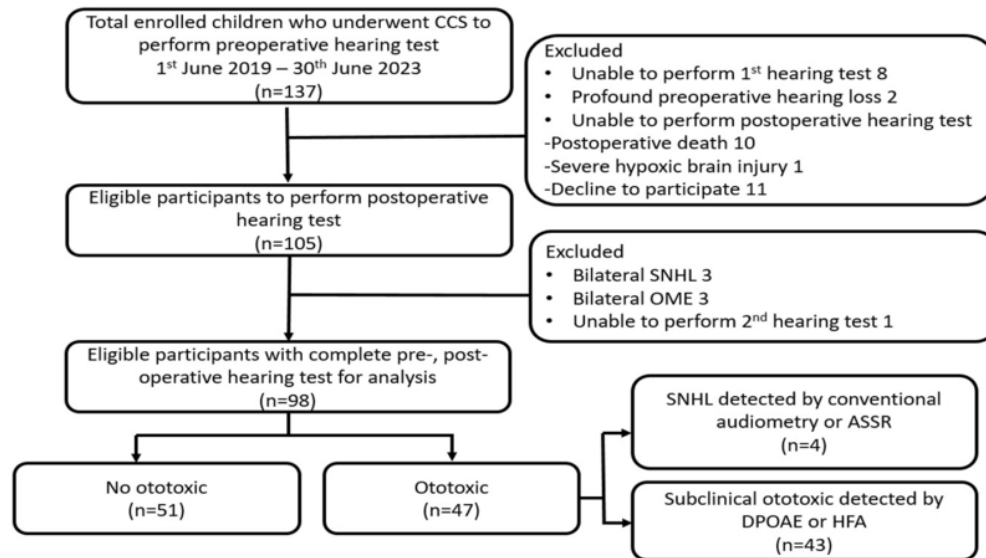 Total enrolled children who underwent CCS to
perform preoperative hearing test
1st June 2019 – 30th June 2023
(n=137)
Excluded
• Unable to perform 1st hearing test 8
• Profound preoperative hearing loss 2
• Unable to perform postoperative hearing test
-Postoperative death 10
-Severe hypoxic brain injury 1
-Decline to participate 11
Eligible participants to perform postoperative
hearing test
(n=105)
Excluded
• Bilateral SNHL 3
• Bilateral OME 3
• Unable to perform 2nd hearing test 1
Eligible participants with complete pre-, post-
operative hearing test for analysis
(n=98)
No ototoxic
(n=51)
Ototoxic
(n=47)
SNHL detected by conventional
audiometry or ASSR
(n=4)
Subclinical ototoxic detected by
DPOAE or HFA
(n=43)